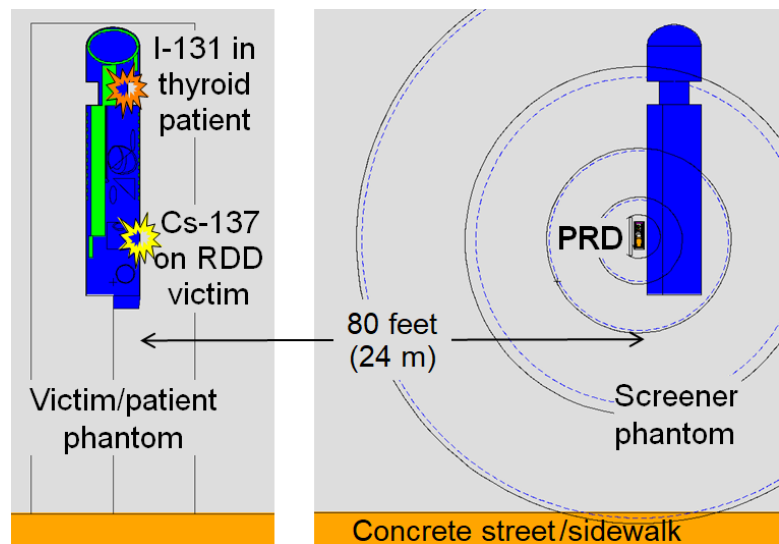 I-131 in
thyroid
patient
Cs-137
on RDD
victim
PRD
80 feet
(24 m)
Victim/patient
phantom
Screener
phantom
Concrete street/sidewalk